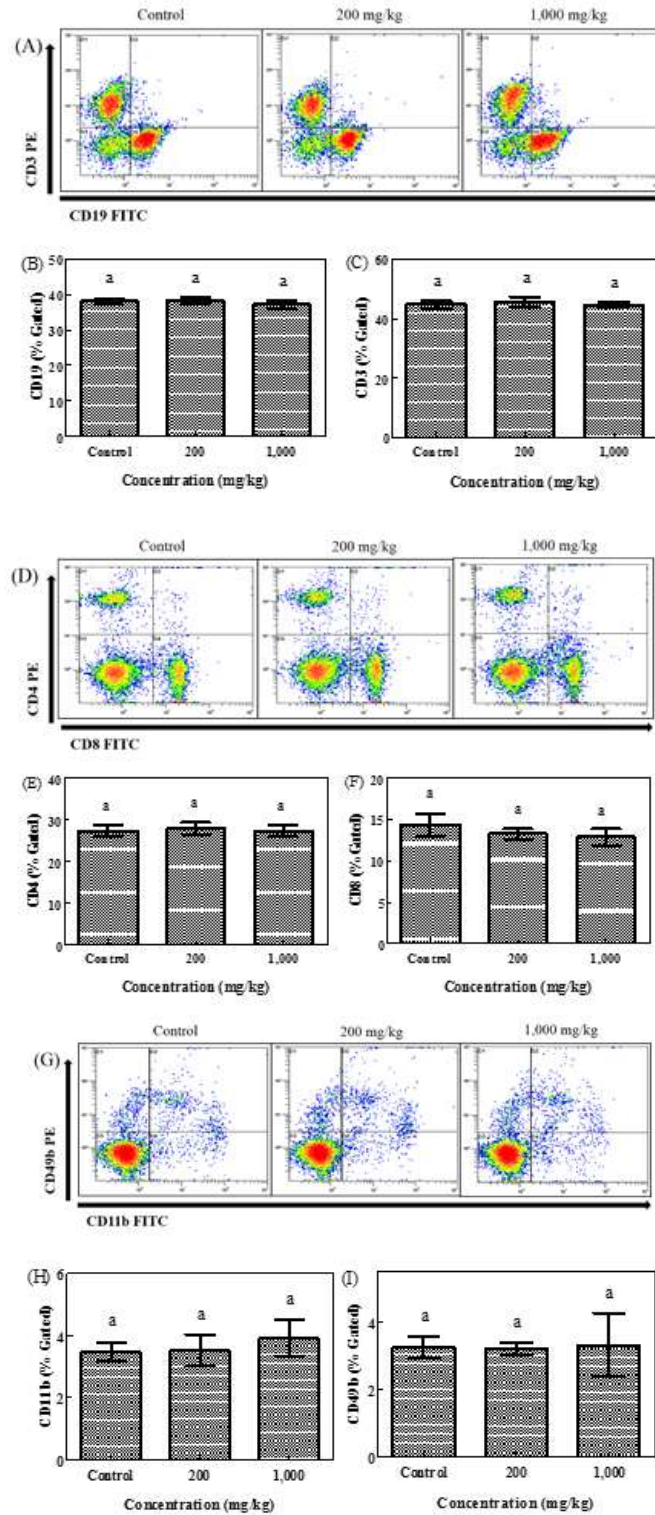 Control 200 mg/kg 1,000 mg/kg
(A)
CD3 PE
CD19 FITC
(B)
CD19 (% Gated)
50
40
30
20
10
0
a a a
Control 200 1,000
Concentration (mg/kg)
(C)
CD3 (% Gated)
60
40
20
0
a a a
Control 200 1,000
Concentration (mg/kg)
Control 200 mg/kg 1,000 mg/kg
(D)
CD4 PE
CD8 FITC
(E)
CD4 (% Gated)
40
30
20
10
0
a a a
Control 200 1,000
Concentration (mg/kg)
(F)
CD8 (% Gated)
20
15
10
5
0
a a a
Control 200 1,000
Concentration (mg/kg)
Control 200 mg/kg 1,000 mg/kg
(G)
CD49b PE
CD11b FITC
(H)
CD11b (% Gated)
6
4
2
0
a a a
Control 200 1,000
Concentration (mg/kg)
(I)
CD49b (% Gated)
4
2
0
a a a
Control 200 1,000
Concentration (mg/kg)